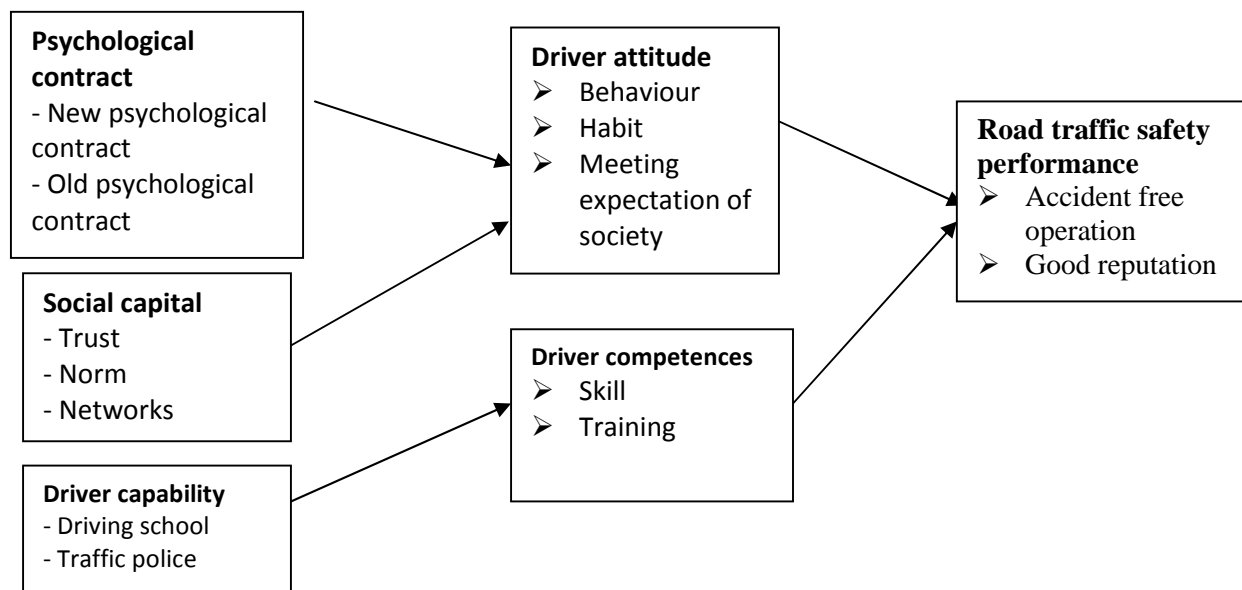 Psychological
contract
- New psychological
contract
- Old psychological
contract
Social capital
- Trust
- Norm
- Networks
Driver capability
- Driving school
- Traffic police
Driver attitude
➢ Behaviour
➢ Habit
➢ Meeting
expectation of
society
Driver competences
➢ Skill
➢ Training
Road traffic safety
performance
➢ Accident free
operation
➢ Good reputation